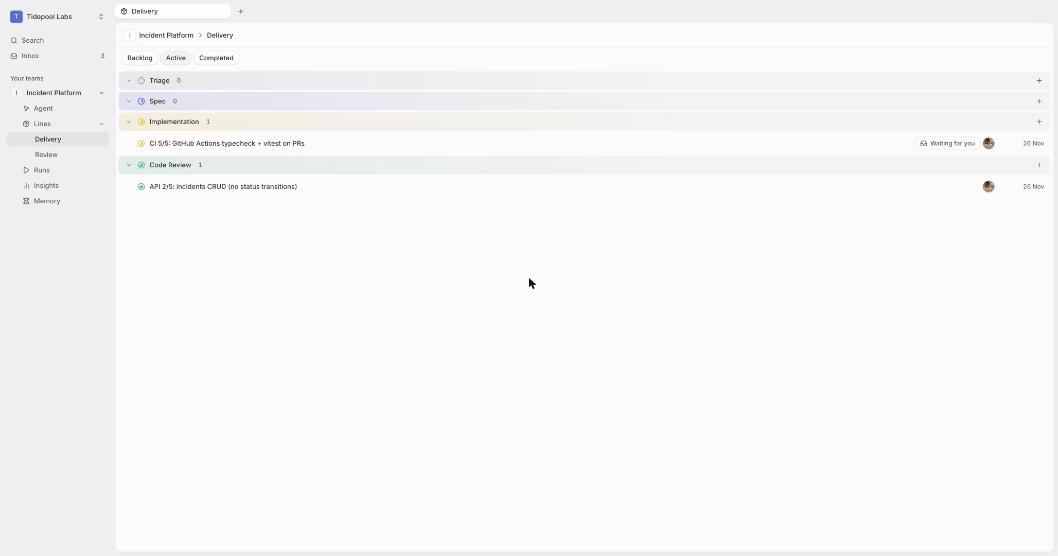 T Tidepool Labs
Delivery
Search
Inbox 3
Your teams
I Incident Platform
Agent
Lines
Delivery
Review
Runs
Insights
Memory
I Incident Platform > Delivery
Backlog Active Completed
Triage 0
Spec 0
Implementation 1
CI 5/5: GitHub Actions typecheck + vitest on PRs Waiting for you 26 Nov
Code Review 1
API 2/5: incidents CRUD (no status transitions) 26 Nov